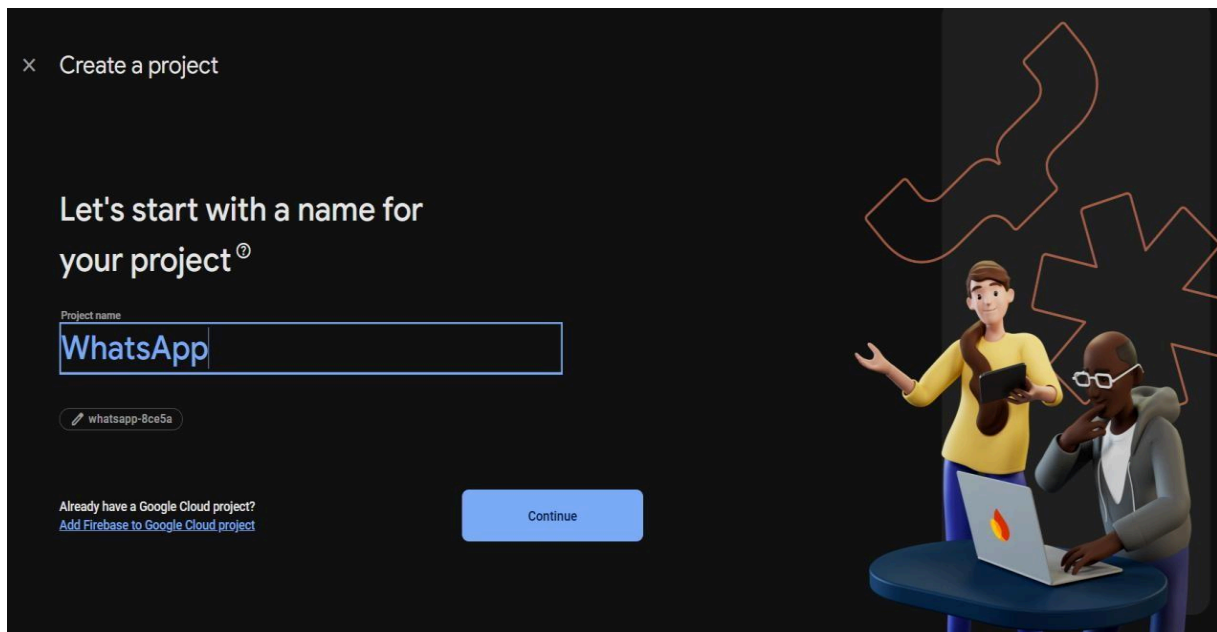 Create a project
Let's start with a name for
your project
Project name
WhatsApp
whatsapp-8ce5a
Already have a Google Cloud project?
Add Firebase to Google Cloud project
Continue